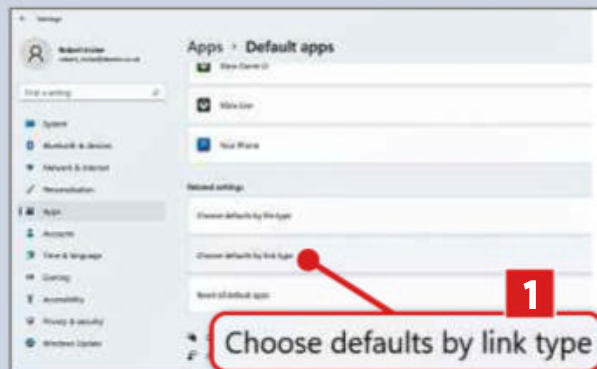 Settings
Apps › Default apps
Find a setting
Xbox Live
Your Phone
System
Bluetooth & devices
Network & internet
Personalisation
Apps
Accounts
Time & language
Gaming
Accessibility
Privacy & security
Windows Update
Related settings
Choose defaults by file type
Choose defaults by link type
Reset all default apps
1
Choose defaults by link type